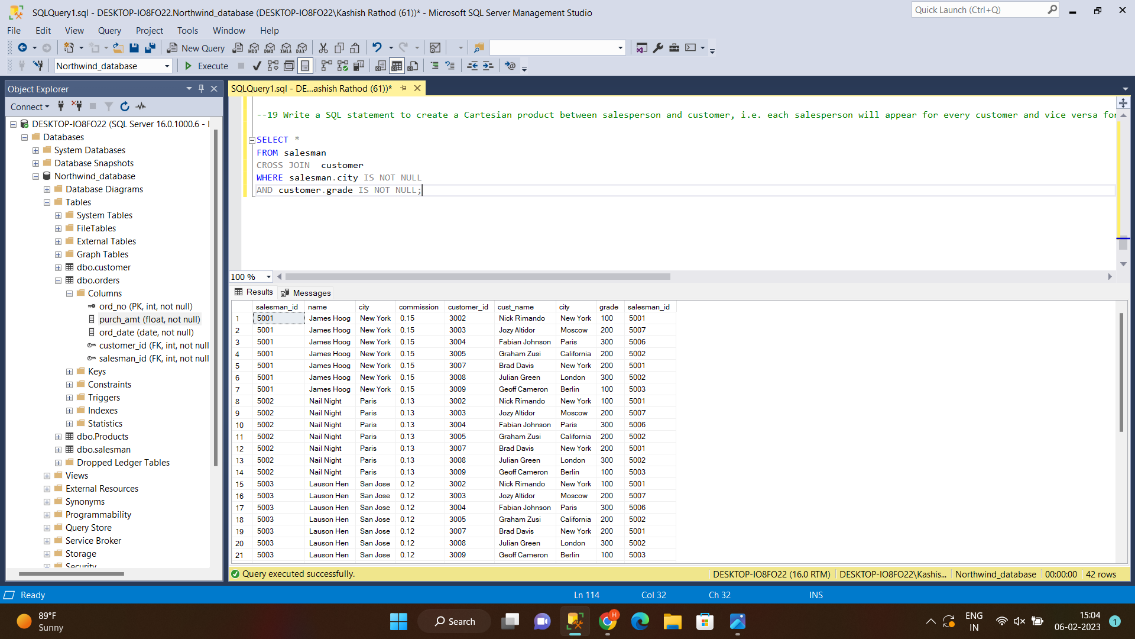 SQLQuery1.sql - DESKTOP-IO8FO22.Northwind_database (DESKTOP-IO8FO22\Kashish Rathod (61))* - Microsoft SQL Server Management Studio
Quick Launch (Ctrl+Q)
File Edit View Query Project Tools Window Help
New Query
Northwind_database Execute
Object Explorer
Connect
DESKTOP-IO8FO22 (SQL Server 16.0.1000.6 -
Databases
System Databases
Database Snapshots
Northwind_database
Database Diagrams
Tables
System Tables
FileTables
External Tables
Graph Tables
dbo.customer
dbo.orders
Columns
ord_no (PK, int, not null)
purch_amt (float, not null)
ord_date (date, not null)
customer_id (FK, int, not null
salesman_id (FK, int, not null
Keys
Constraints
Triggers
Indexes
Statistics
dbo.Products
dbo.salesman
Dropped Ledger Tables
Views
External Resources
Synonyms
Programmability
Query Store
Service Broker
Storage
Security
SQLQuery1.sql - DE...ashish Rathod (61))*
--19 Write a SQL statement to create a Cartesian product between salesperson and customer, i.e. each salesperson will appear for every customer and vice versa fo
SELECT *
FROM salesman
CROSS JOIN customer
WHERE salesman.city IS NOT NULL
AND customer.grade IS NOT NULL;
100 %
Results Messages
salesman_id name city commission customer_id cust_name city grade salesman_id
1 5001 James Hoog New York 0.15 3002 Nick Rimando New York 100 5001
2 5001 James Hoog New York 0.15 3003 Jozy Altidor Moscow 200 5007
3 5001 James Hoog New York 0.15 3004 Fabian Johnson Paris 300 5006
4 5001 James Hoog New York 0.15 3005 Graham Zusi California 200 5002
5 5001 James Hoog New York 0.15 3007 Brad Davis New York 200 5001
6 5001 James Hoog New York 0.15 3008 Julian Green London 300 5002
7 5001 James Hoog New York 0.15 3009 Geoff Cameron Berlin 100 5003
8 5002 Nail Night Paris 0.13 3002 Nick Rimando New York 100 5001
9 5002 Nail Night Paris 0.13 3003 Jozy Altidor Moscow 200 5007
10 5002 Nail Night Paris 0.13 3004 Fabian Johnson Paris 300 5006
11 5002 Nail Night Paris 0.13 3005 Graham Zusi California 200 5002
12 5002 Nail Night Paris 0.13 3007 Brad Davis New York 200 5001
13 5002 Nail Night Paris 0.13 3008 Julian Green London 300 5002
14 5002 Nail Night Paris 0.13 3009 Geoff Cameron Berlin 100 5003
15 5003 Lauson Hen San Jose 0.12 3002 Nick Rimando New York 100 5001
16 5003 Lauson Hen San Jose 0.12 3003 Jozy Altidor Moscow 200 5007
17 5003 Lauson Hen San Jose 0.12 3004 Fabian Johnson Paris 300 5006
18 5003 Lauson Hen San Jose 0.12 3005 Graham Zusi California 200 5002
19 5003 Lauson Hen San Jose 0.12 3007 Brad Davis New York 200 5001
20 5003 Lauson Hen San Jose 0.12 3008 Julian Green London 300 5002
21 5003 Lauson Hen San Jose 0.12 3009 Geoff Cameron Berlin 100 5003
Query executed successfully. DESKTOP-IO8FO22 (16.0 RTM) DESKTOP-IO8FO22\Kashis... Northwind_database 00:00:00 42 rows
Ready Ln 114 Col 32 Ch 32 INS
89°F
Sunny
Search
ENG
IN
15:04
06-02-2023
1